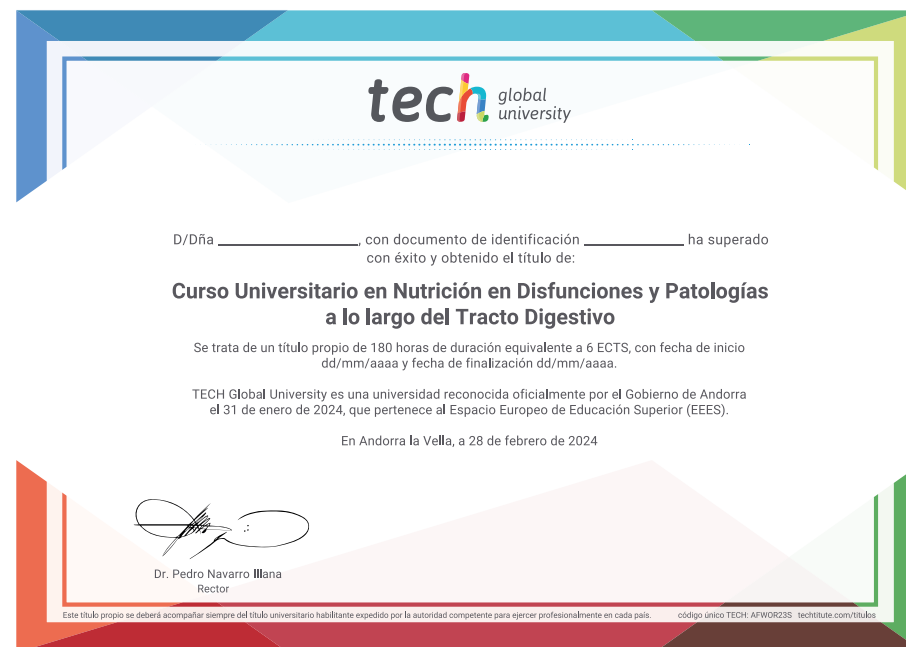 tech global university
D/Dña ____________________, con documento de identificación ______________ ha superado
con éxito y obtenido el título de:
Curso Universitario en Nutrición en Disfunciones y Patologías
a lo largo del Tracto Digestivo
Se trata de un título propio de 180 horas de duración equivalente a 6 ECTS, con fecha de inicio
dd/mm/aaaa y fecha de finalización dd/mm/aaaa.
TECH Global University es una universidad reconocida oficialmente por el Gobierno de Andorra
el 31 de enero de 2024, que pertenece al Espacio Europeo de Educación Superior (EEES).
En Andorra la Vella, a 28 de febrero de 2024
Dr. Pedro Navarro Illana
Rector
Este título propio se deberá acompañar siempre del título universitario habilitante expedido por la autoridad competente para ejercer profesionalmente en cada país. código único TECH: AFWOR23S techtitute.com/titulos